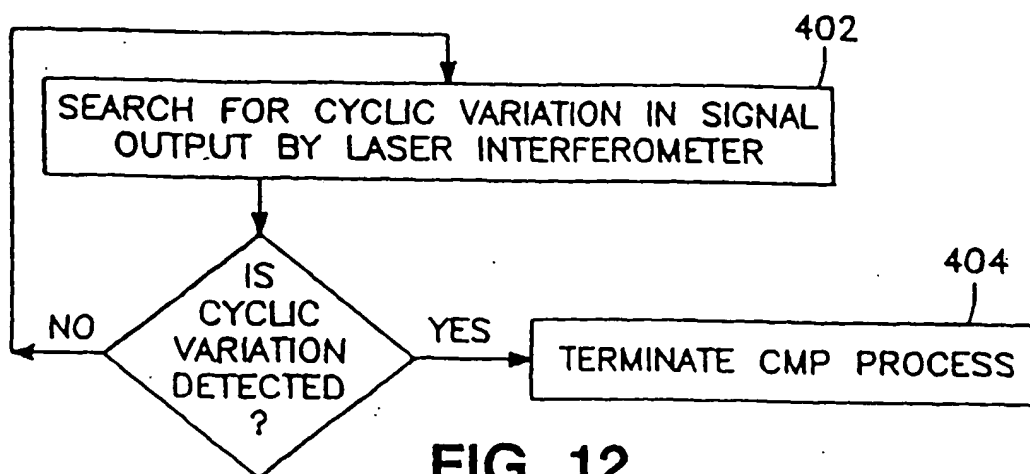 402
SEARCH FOR CYCLIC VARIATION IN SIGNAL
OUTPUT BY LASER INTERFEROMETER
IS
CYCLIC
VARIATION
DETECTED
?
NO
YES
404
TERMINATE CMP PROCESS
FIG. 12